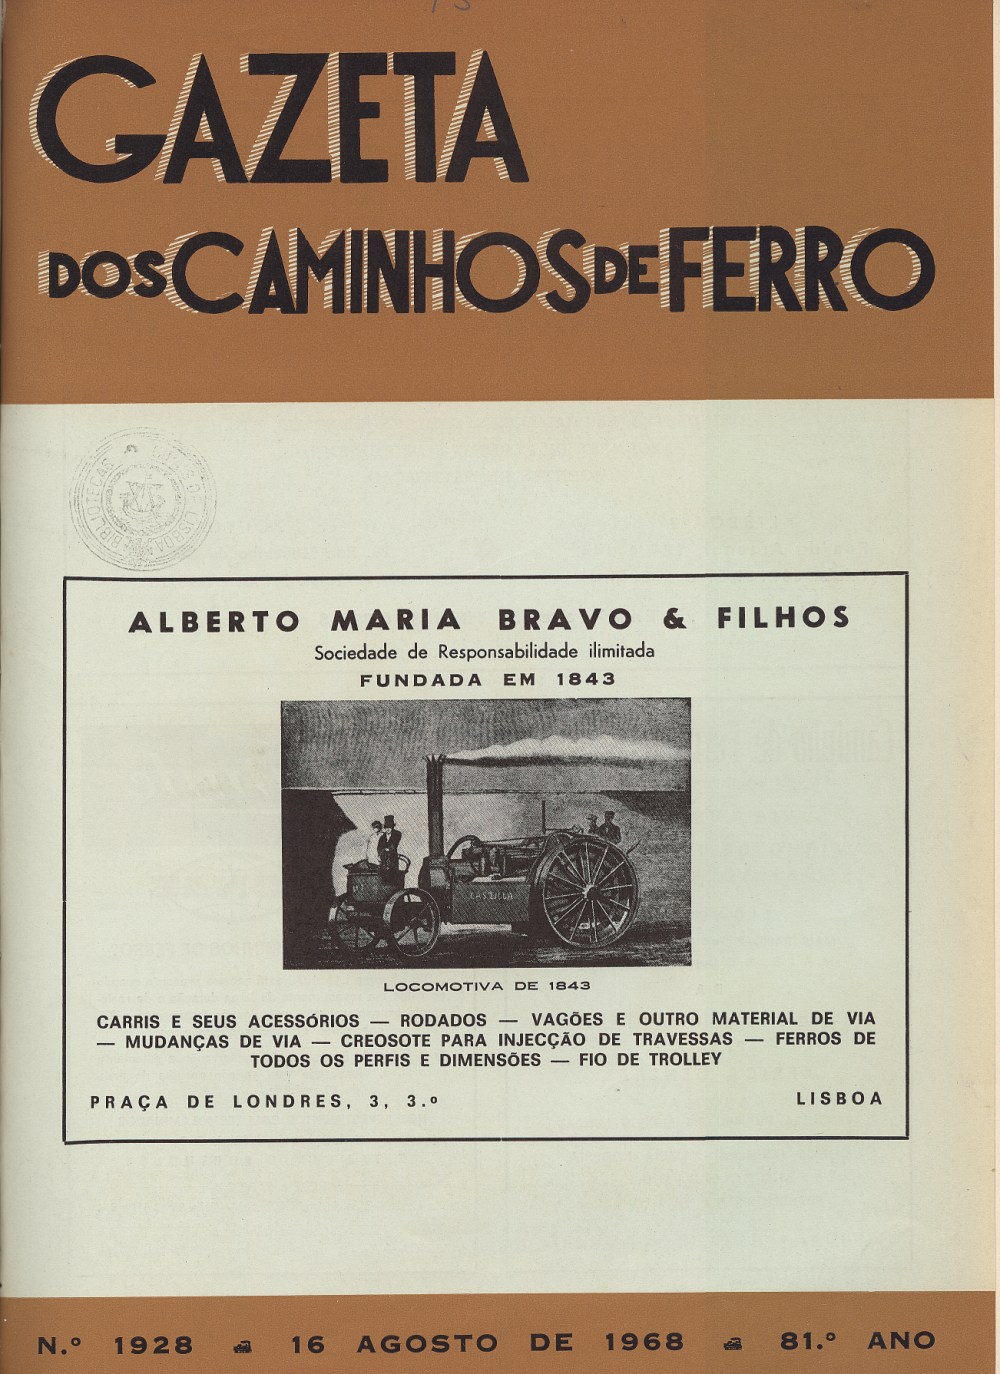 GAZETA
DOS CAMINHOS DE FERRO
BIBLIOTECAS
DE LISBOA
ALBERTO MARIA BRAVO & FILHOS
Sociedade de Responsabilidade ilimitada
FUNDADA EM 1843
LOCOMOTIVA DE 1843
CARRIS E SEUS ACESSÓRIOS — RODADOS — VAGÕES E OUTRO MATERIAL DE VIA
— MUDANÇAS DE VIA — CREOSOTE PARA INJECÇÃO DE TRAVESSAS — FERROS DE
TODOS OS PERFIS E DIMENSÕES — FIO DE TROLLEY
PRAÇA DE LONDRES, 3, 3.º LISBOA
N.º 1928 16 AGOSTO DE 1968 81.º ANO